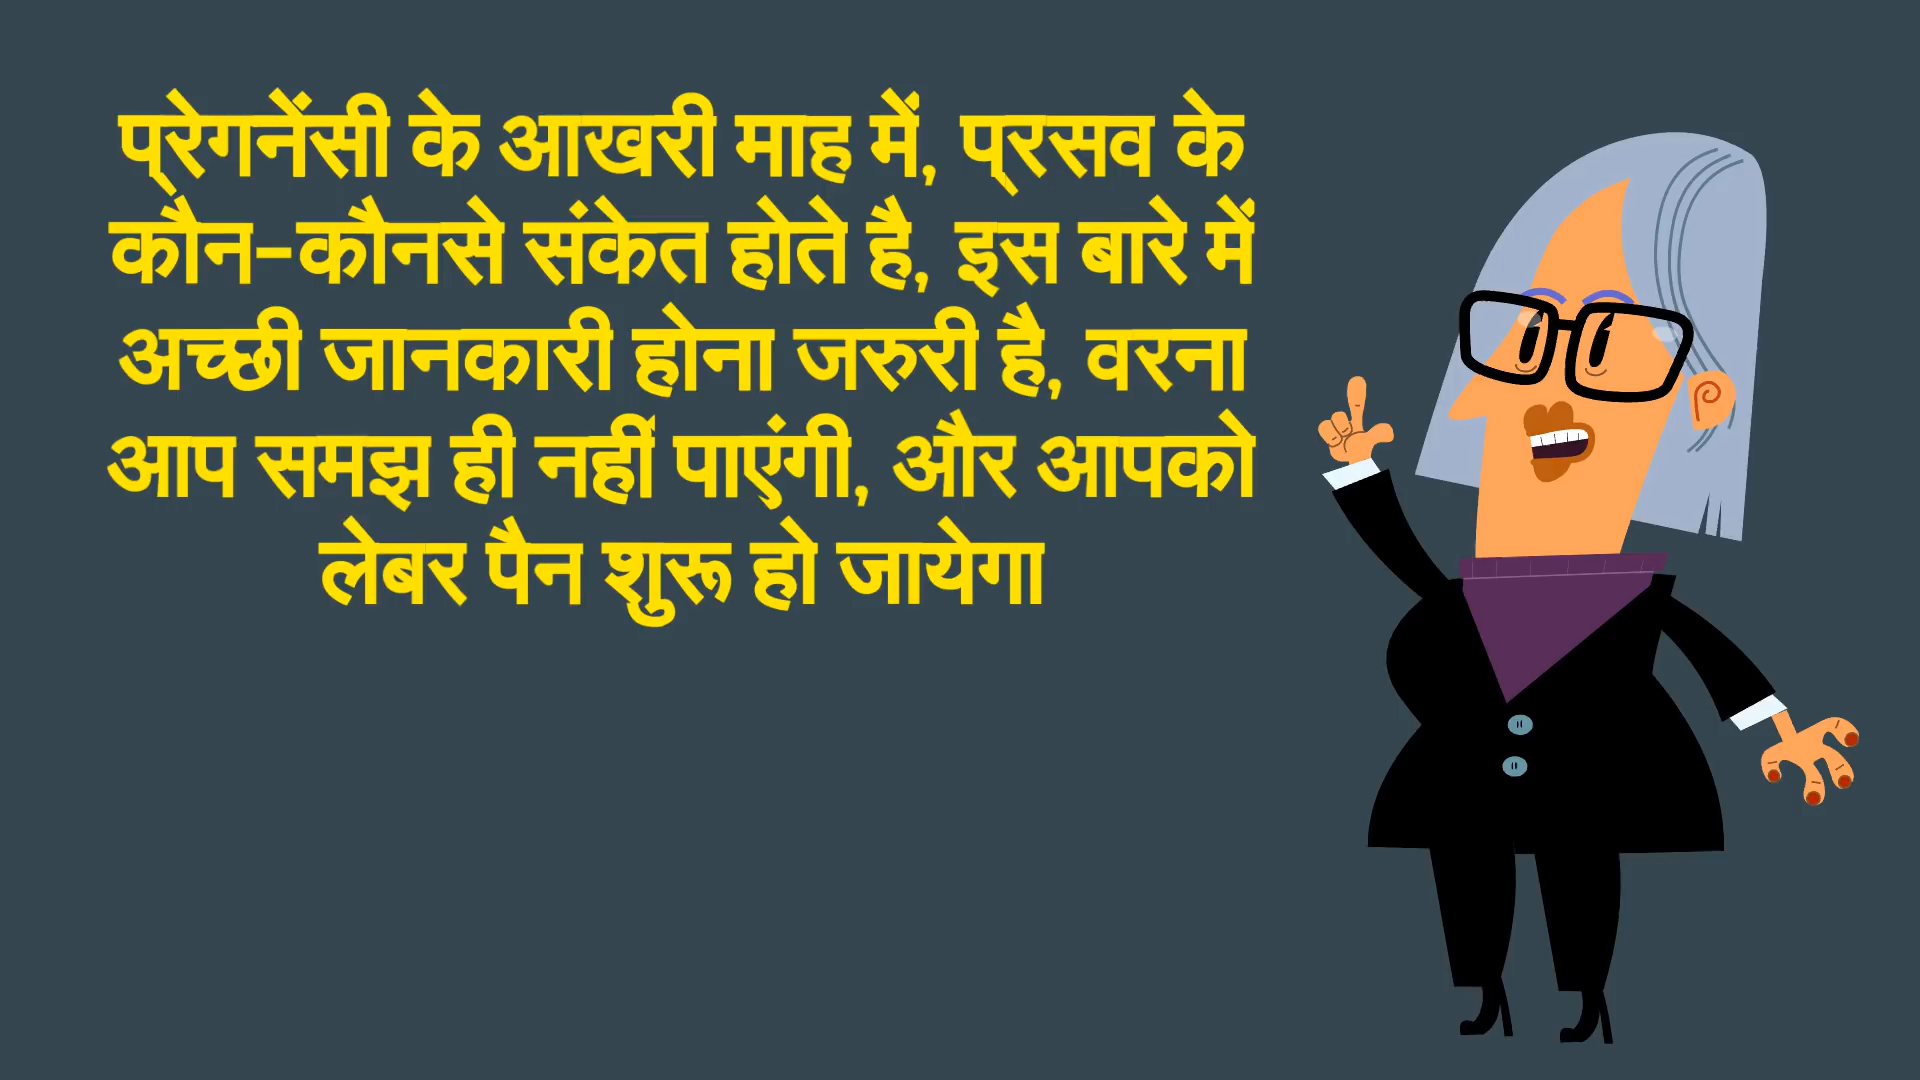 प्रेगनेंसी के आखरी माह में, प्रसव के
कौन-कौनसे संकेत होते है, इस बारे में
अच्छी जानकारी होना जरुरी है, वरना
आप समझ ही नहीं पाएंगी, और आपको
लेबर पैन शुरू हो जायेगा